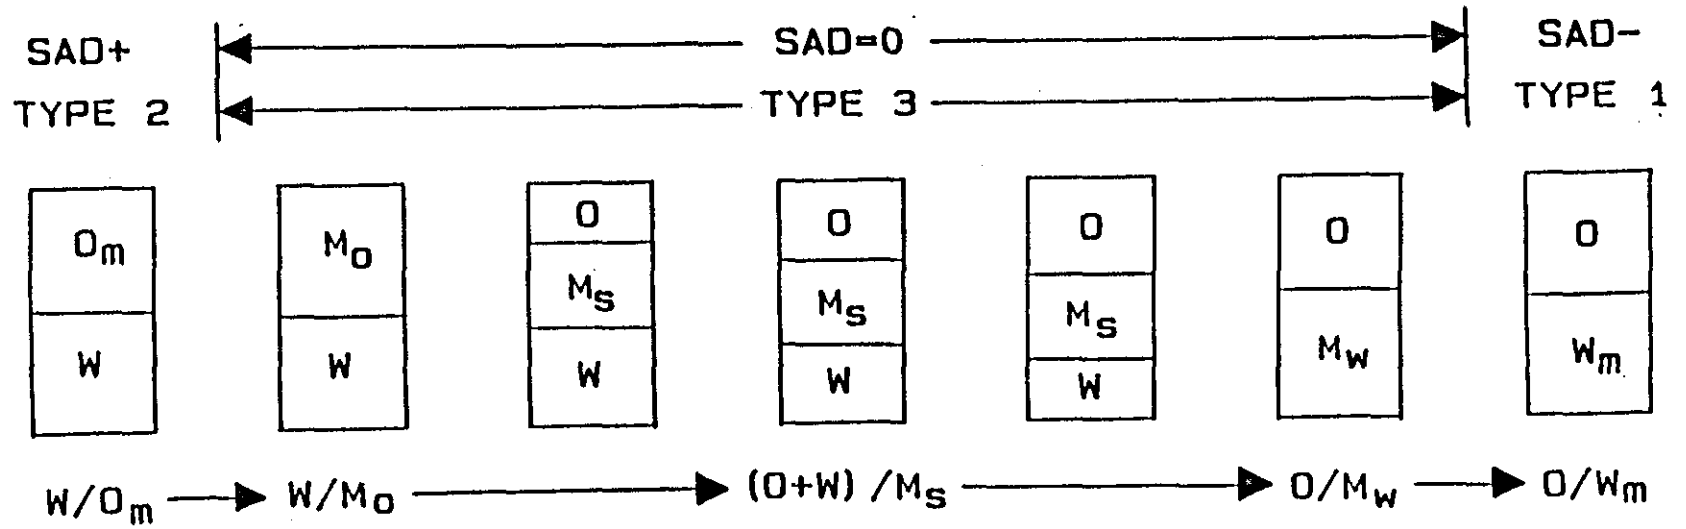 SAD+ SAD=0 SAD-
TYPE 2 TYPE 3 TYPE 1
Om
W
Mo
W
O
Ms
W
O
Ms
W
O
Ms
W
O
Mw
O
Wm
W/Om W/Mo (O+W)/Ms O/Mw O/Wm